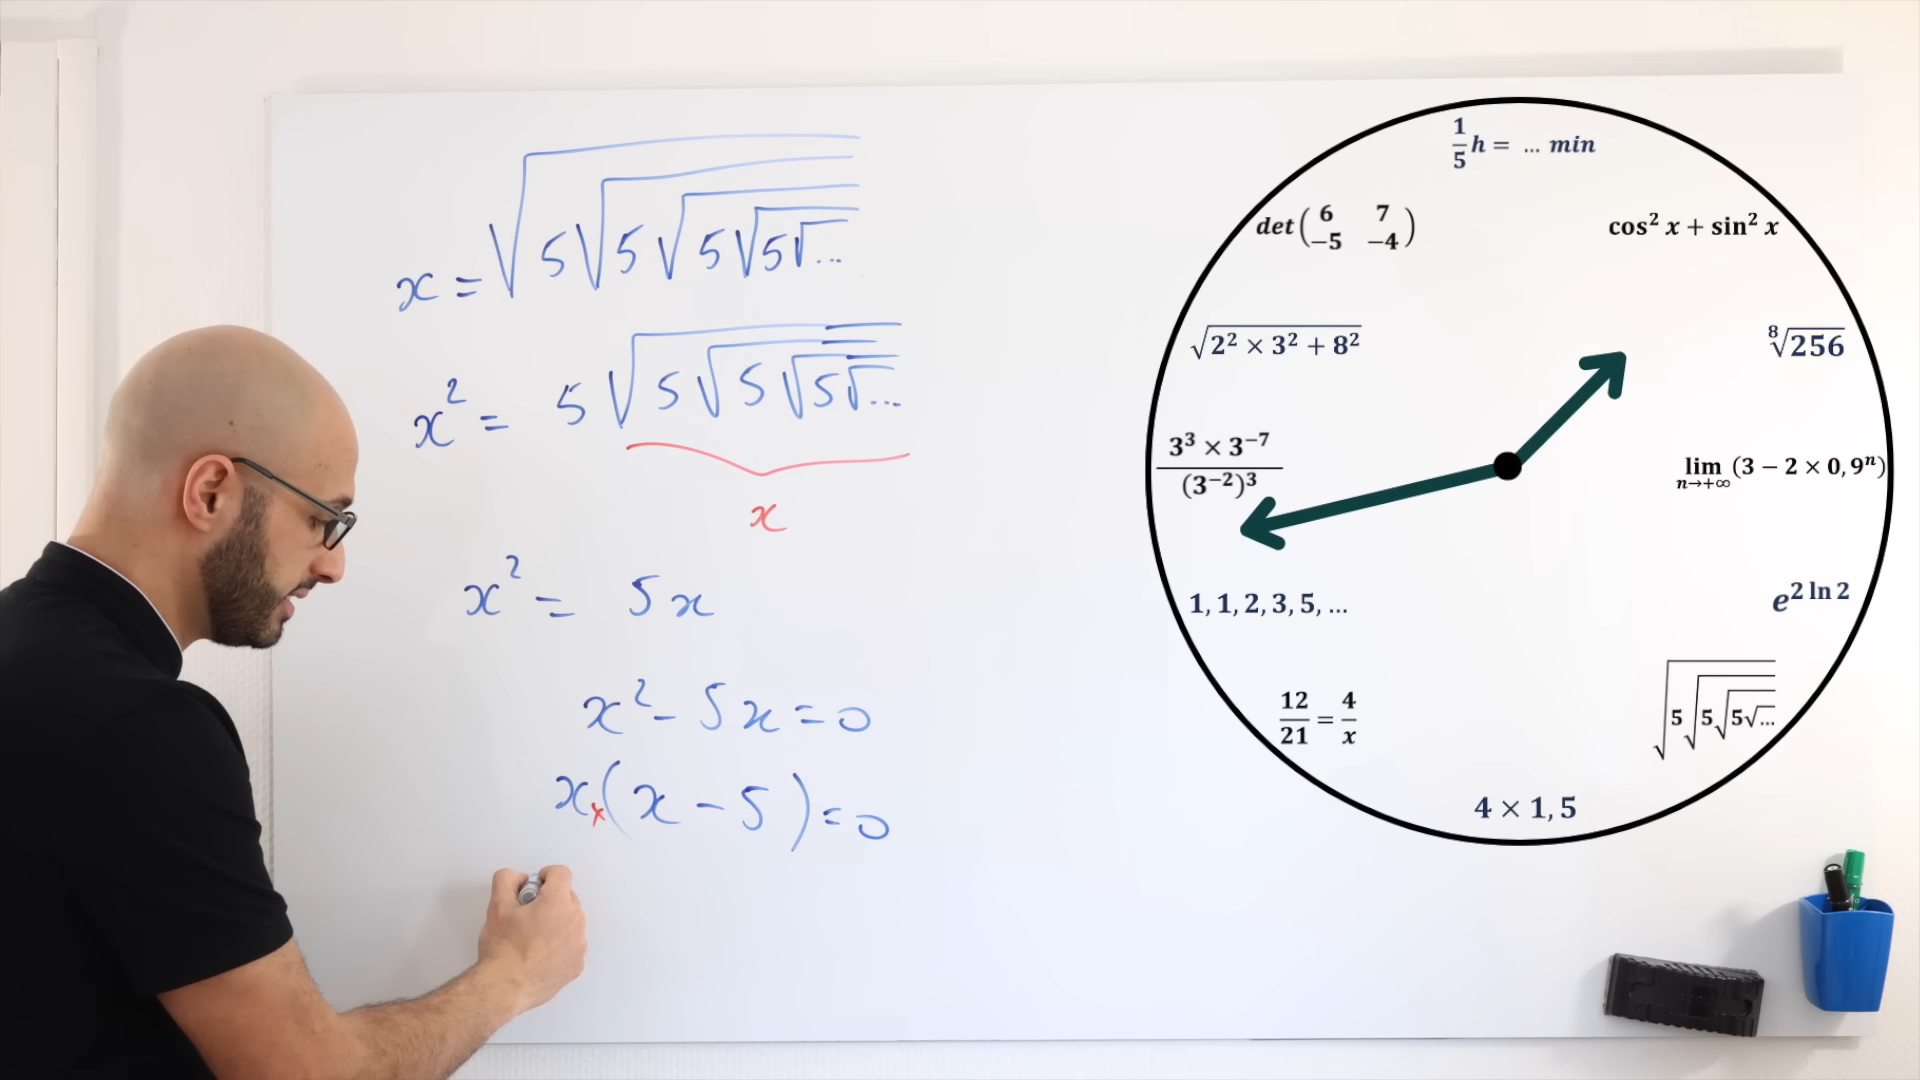 x = √(5√(5√(5√(5√...
x² = 5√(5√(5√(5√...
x
x² = 5x
x² - 5x = 0
x×(x - 5) = 0
1/5 h = ... min
det(6 7 −5 −4)
cos² x + sin² x
√(2² × 3² + 8²)
⁸√256
3³ × 3⁻⁷ / (3⁻²)³
lim n→+∞ (3 − 2 × 0, 9ⁿ)
1, 1, 2, 3, 5, ...
e^(2 ln 2)
12/21 = 4/x
√(5√(5√(5√...
4 × 1, 5